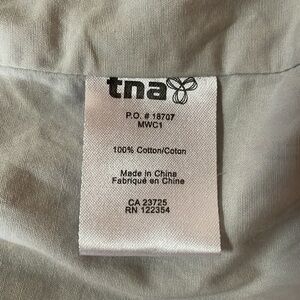 tna
P.O. # 18707
MWC1
100% Cotton/Coton
Made in China
Fabriqué en Chine
CA 23725
RN 122354